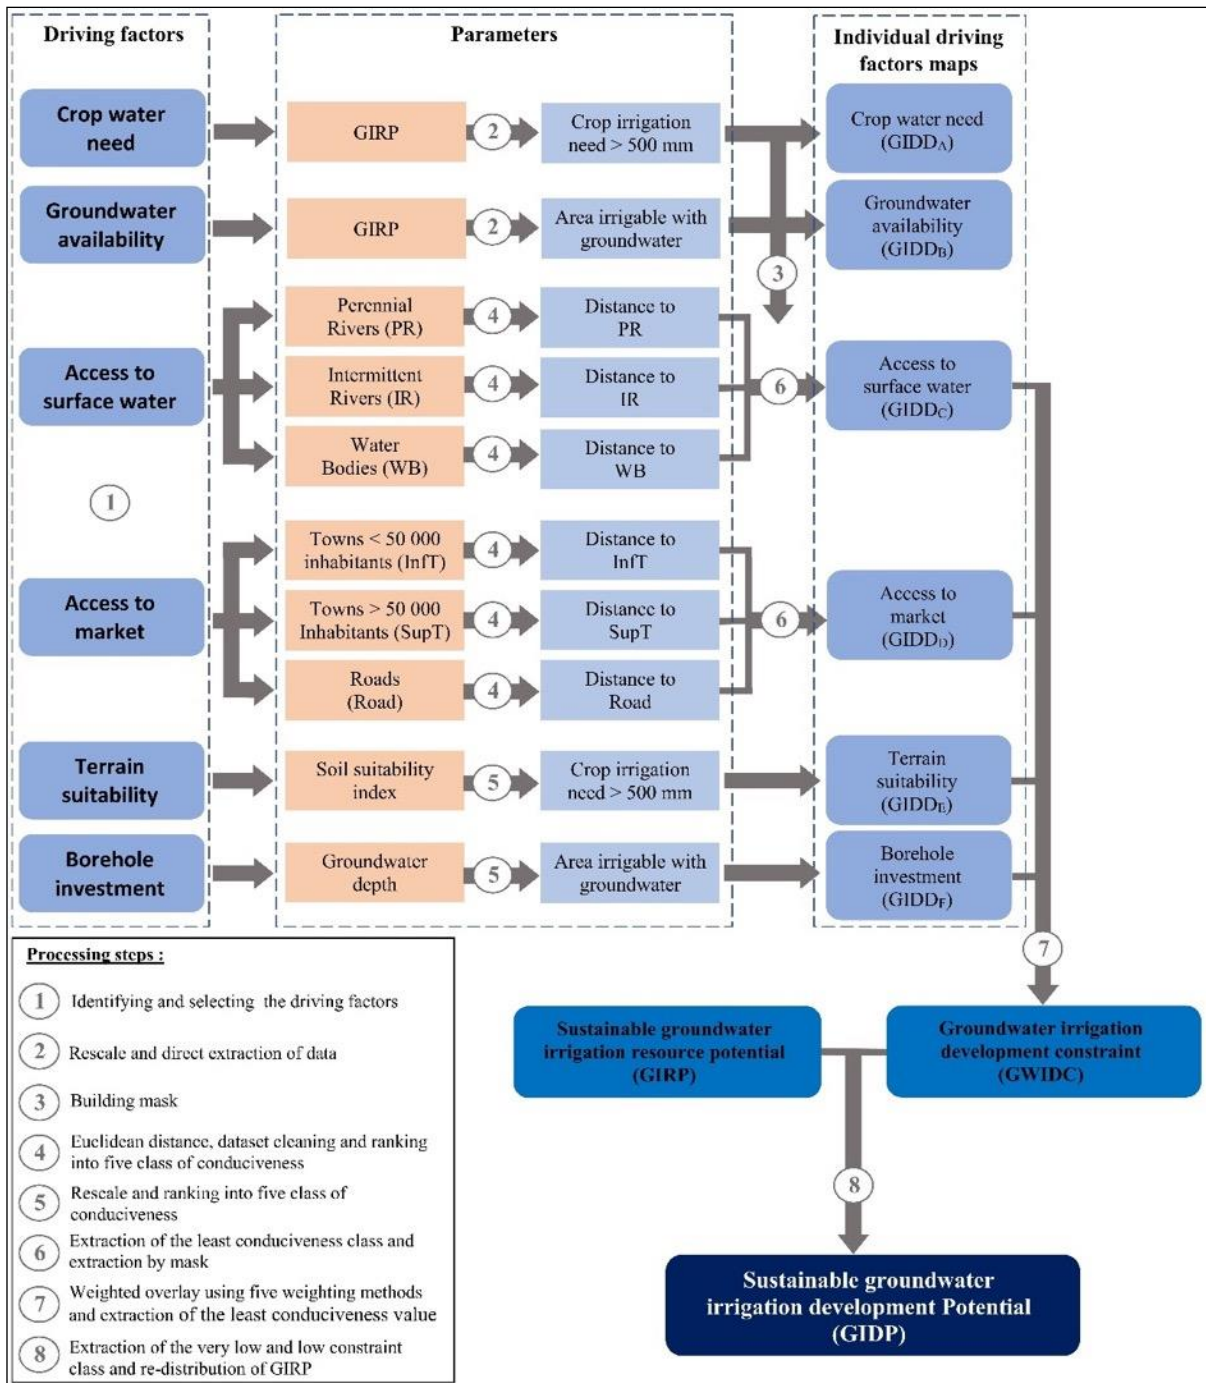 Driving factors
Parameters
Individual driving
factors maps
Crop water
need
GIRP
2
Crop irrigation
need > 500 mm
Crop water need
(GIDDA)
Groundwater
availability
GIRP
2
Area irrigable with
groundwater
Groundwater
availability
(GIDDB)
3
Access to
surface water
Perennial
Rivers (PR)
4
Distance to
PR
Intermittent
Rivers (IR)
4
Distance to
IR
Water
Bodies (WB)
4
Distance to
WB
6
Access to
surface water
(GIDDC)
1
Access to
market
Towns < 50 000
inhabitants (InfT)
4
Distance to
InfT
Towns > 50 000
Inhabitants (SupT)
4
Distance to
SupT
Roads
(Road)
4
Distance to
Road
6
Access to
market
(GIDDD)
Terrain
suitability
Soil suitability
index
5
Crop irrigation
need > 500 mm
Terrain
suitability
(GIDDE)
Borehole
investment
Groundwater
depth
5
Area irrigable with
groundwater
Borehole
investment
(GIDDF)
7
Processing steps :
1 Identifying and selecting the driving factors
2 Rescale and direct extraction of data
3 Building mask
4 Euclidean distance, dataset cleaning and ranking
into five class of conduciveness
5 Rescale and ranking into five class of
conduciveness
6 Extraction of the least conduciveness class and
extraction by mask
7 Weighted overlay using five weighting methods
and extraction of the least conduciveness value
8 Extraction of the very low and low constraint
class and re-distribution of GIRP
Sustainable groundwater
irrigation resource potential
(GIRP)
Groundwater irrigation
development constraint
(GWIDC)
8
Sustainable groundwater
irrigation development Potential
(GIDP)